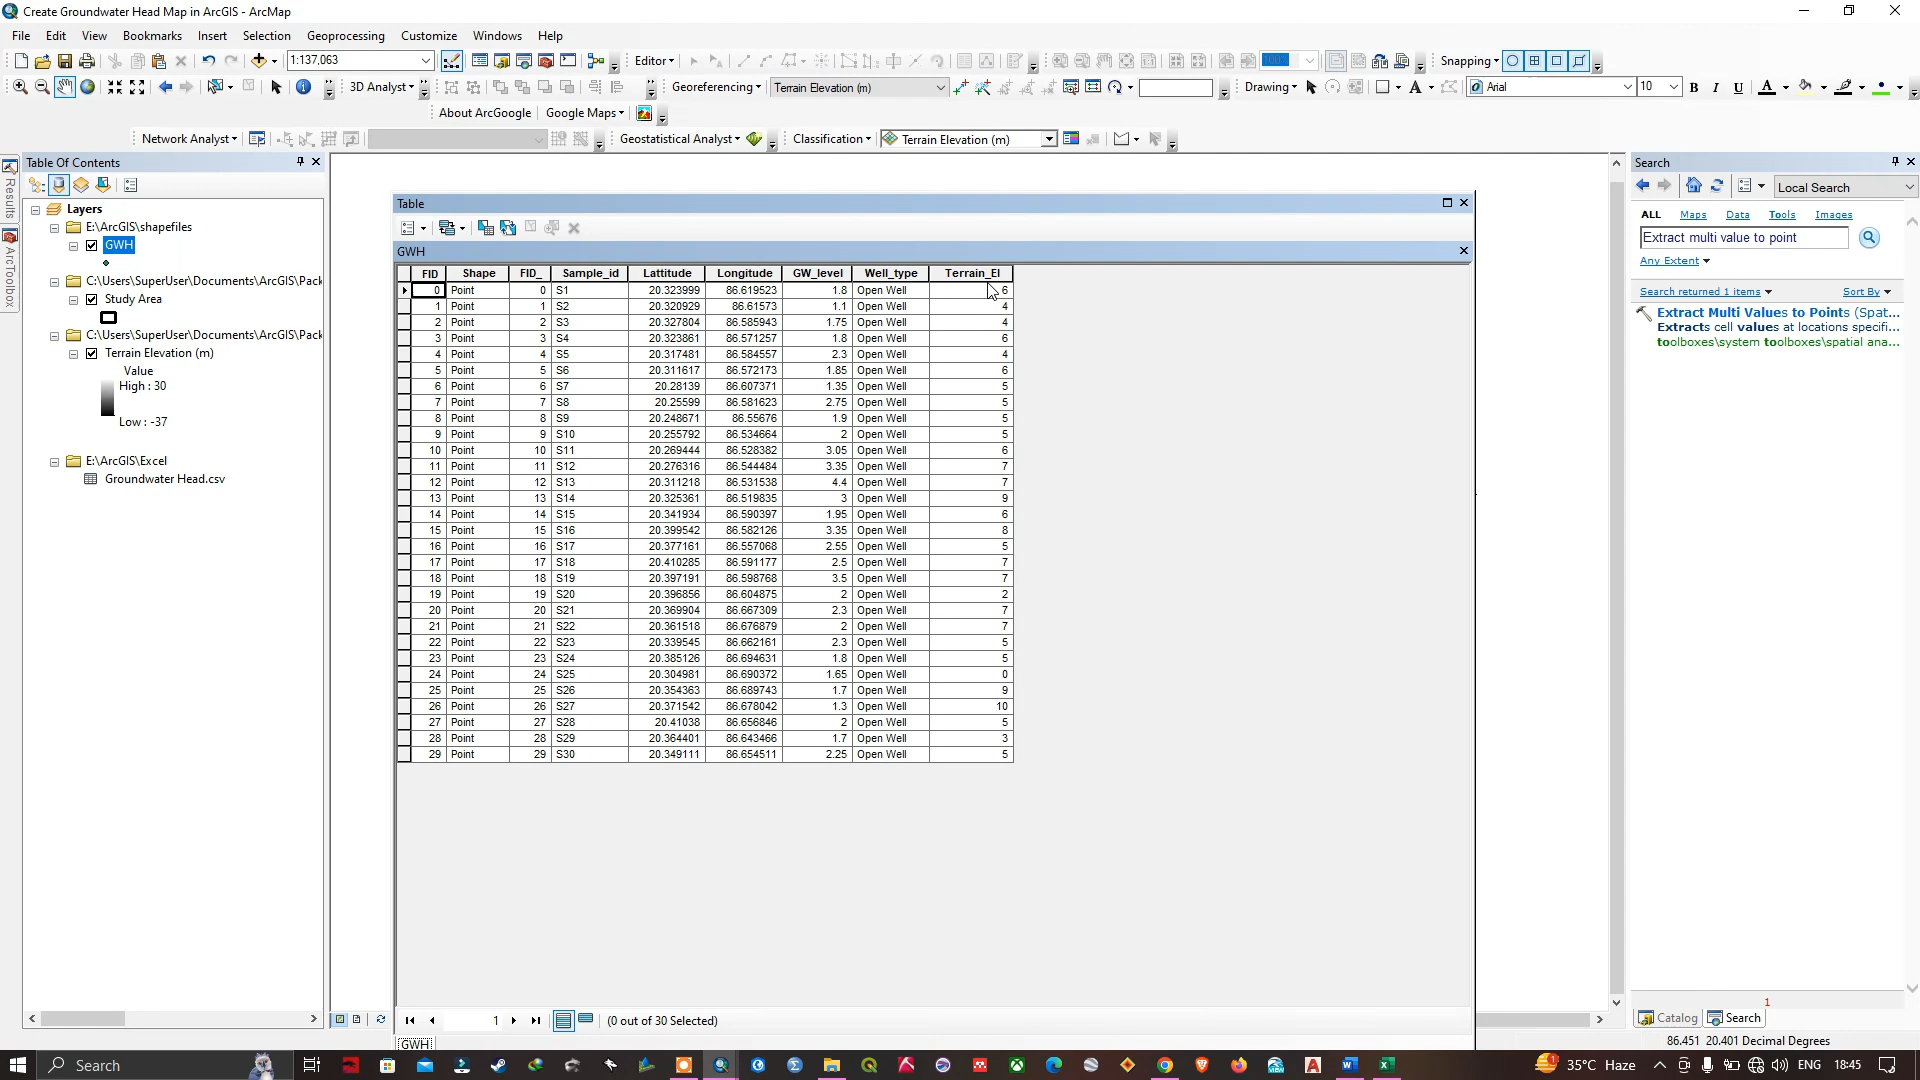 Create Groundwater Head Map in ArcGIS - ArcMap
File Edit View Bookmarks Insert Selection Geoprocessing Customize Windows Help
1:137,063 Editor 100% Snapping
3D Analyst Georeferencing Terrain Elevation (m) Drawing A Arial 10 B I U A
About ArcGeology Google Maps
Network Analyst Geostatistical Analyst Classification Terrain Elevation (m)
Results
ArcToolbox
Table Of Contents
Layers
E:\ArcGIS\shapefiles
GWH
C:\Users\SuperUser\Documents\ArcGIS\Pack
Study Area
C:\Users\SuperUser\Documents\ArcGIS\Pack
Terrain Elevation (m)
Value
High : 30
Low : -37
E:\ArcGIS\Excel
Groundwater Head.csv
Table
GWH
FID Shape FID_ Sample_id Lattitude Longitude GW_level Well_type Terrain_El
0 Point 0 S1 20.323999 86.619523 1.8 Open Well 6
1 Point 1 S2 20.320929 86.61573 1.1 Open Well 4
2 Point 2 S3 20.327804 86.585943 1.75 Open Well 4
3 Point 3 S4 20.323861 86.571257 1.8 Open Well 6
4 Point 4 S5 20.317481 86.584557 2.3 Open Well 4
5 Point 5 S6 20.311617 86.572173 1.85 Open Well 6
6 Point 6 S7 20.28139 86.607371 1.35 Open Well 5
7 Point 7 S8 20.25599 86.581623 2.75 Open Well 5
8 Point 8 S9 20.248671 86.55676 1.9 Open Well 5
9 Point 9 S10 20.255792 86.534664 2 Open Well 5
10 Point 10 S11 20.269444 86.528382 3.05 Open Well 6
11 Point 11 S12 20.276316 86.544484 3.35 Open Well 7
12 Point 12 S13 20.311218 86.531538 4.4 Open Well 7
13 Point 13 S14 20.325361 86.519835 3 Open Well 9
14 Point 14 S15 20.341934 86.590397 1.95 Open Well 6
15 Point 15 S16 20.399542 86.582126 3.35 Open Well 8
16 Point 16 S17 20.377161 86.557068 2.55 Open Well 5
17 Point 17 S18 20.410285 86.591177 2.5 Open Well 7
18 Point 18 S19 20.397191 86.598768 3.5 Open Well 7
19 Point 19 S20 20.396856 86.604875 2 Open Well 2
20 Point 20 S21 20.369904 86.667309 2.3 Open Well 7
21 Point 21 S22 20.361518 86.676879 2 Open Well 7
22 Point 22 S23 20.339545 86.662161 2.3 Open Well 5
23 Point 23 S24 20.385126 86.694631 1.8 Open Well 5
24 Point 24 S25 20.304981 86.690372 1.65 Open Well 0
25 Point 25 S26 20.354363 86.689743 1.7 Open Well 9
26 Point 26 S27 20.371542 86.678042 1.3 Open Well 10
27 Point 27 S28 20.41038 86.656846 2 Open Well 5
28 Point 28 S29 20.364401 86.643466 1.7 Open Well 3
29 Point 29 S30 20.349111 86.654511 2.25 Open Well 5
1 (0 out of 30 Selected)
GWH
Search
Local Search
ALL Maps Data Tools Images
Extract multi value to point
Any Extent
Search returned 1 items Sort By
Extract Multi Values to Points (Spat...
Extracts cell values at locations specifi...
toolboxes\system toolboxes\spatial ana...
1
Catalog Search
86.451 20.401 Decimal Degrees
Search 35°C Haze ENG 18:45